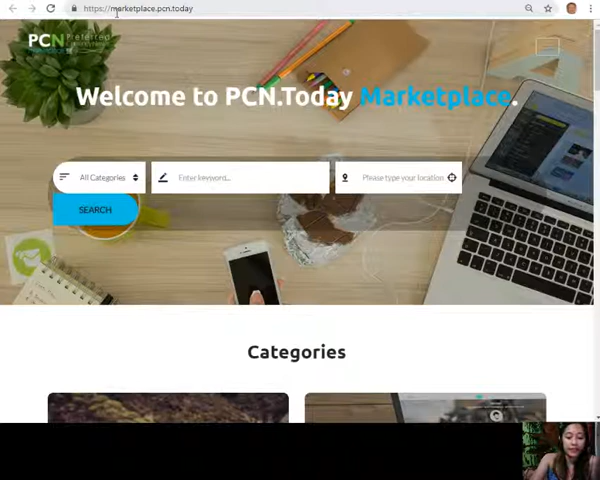 https://marketplace.pcn.today
PCN Preferred
Welcome to PCN.Today Marketplace.
All Categories
Enter keyword...
Please type your location
SEARCH
Categories